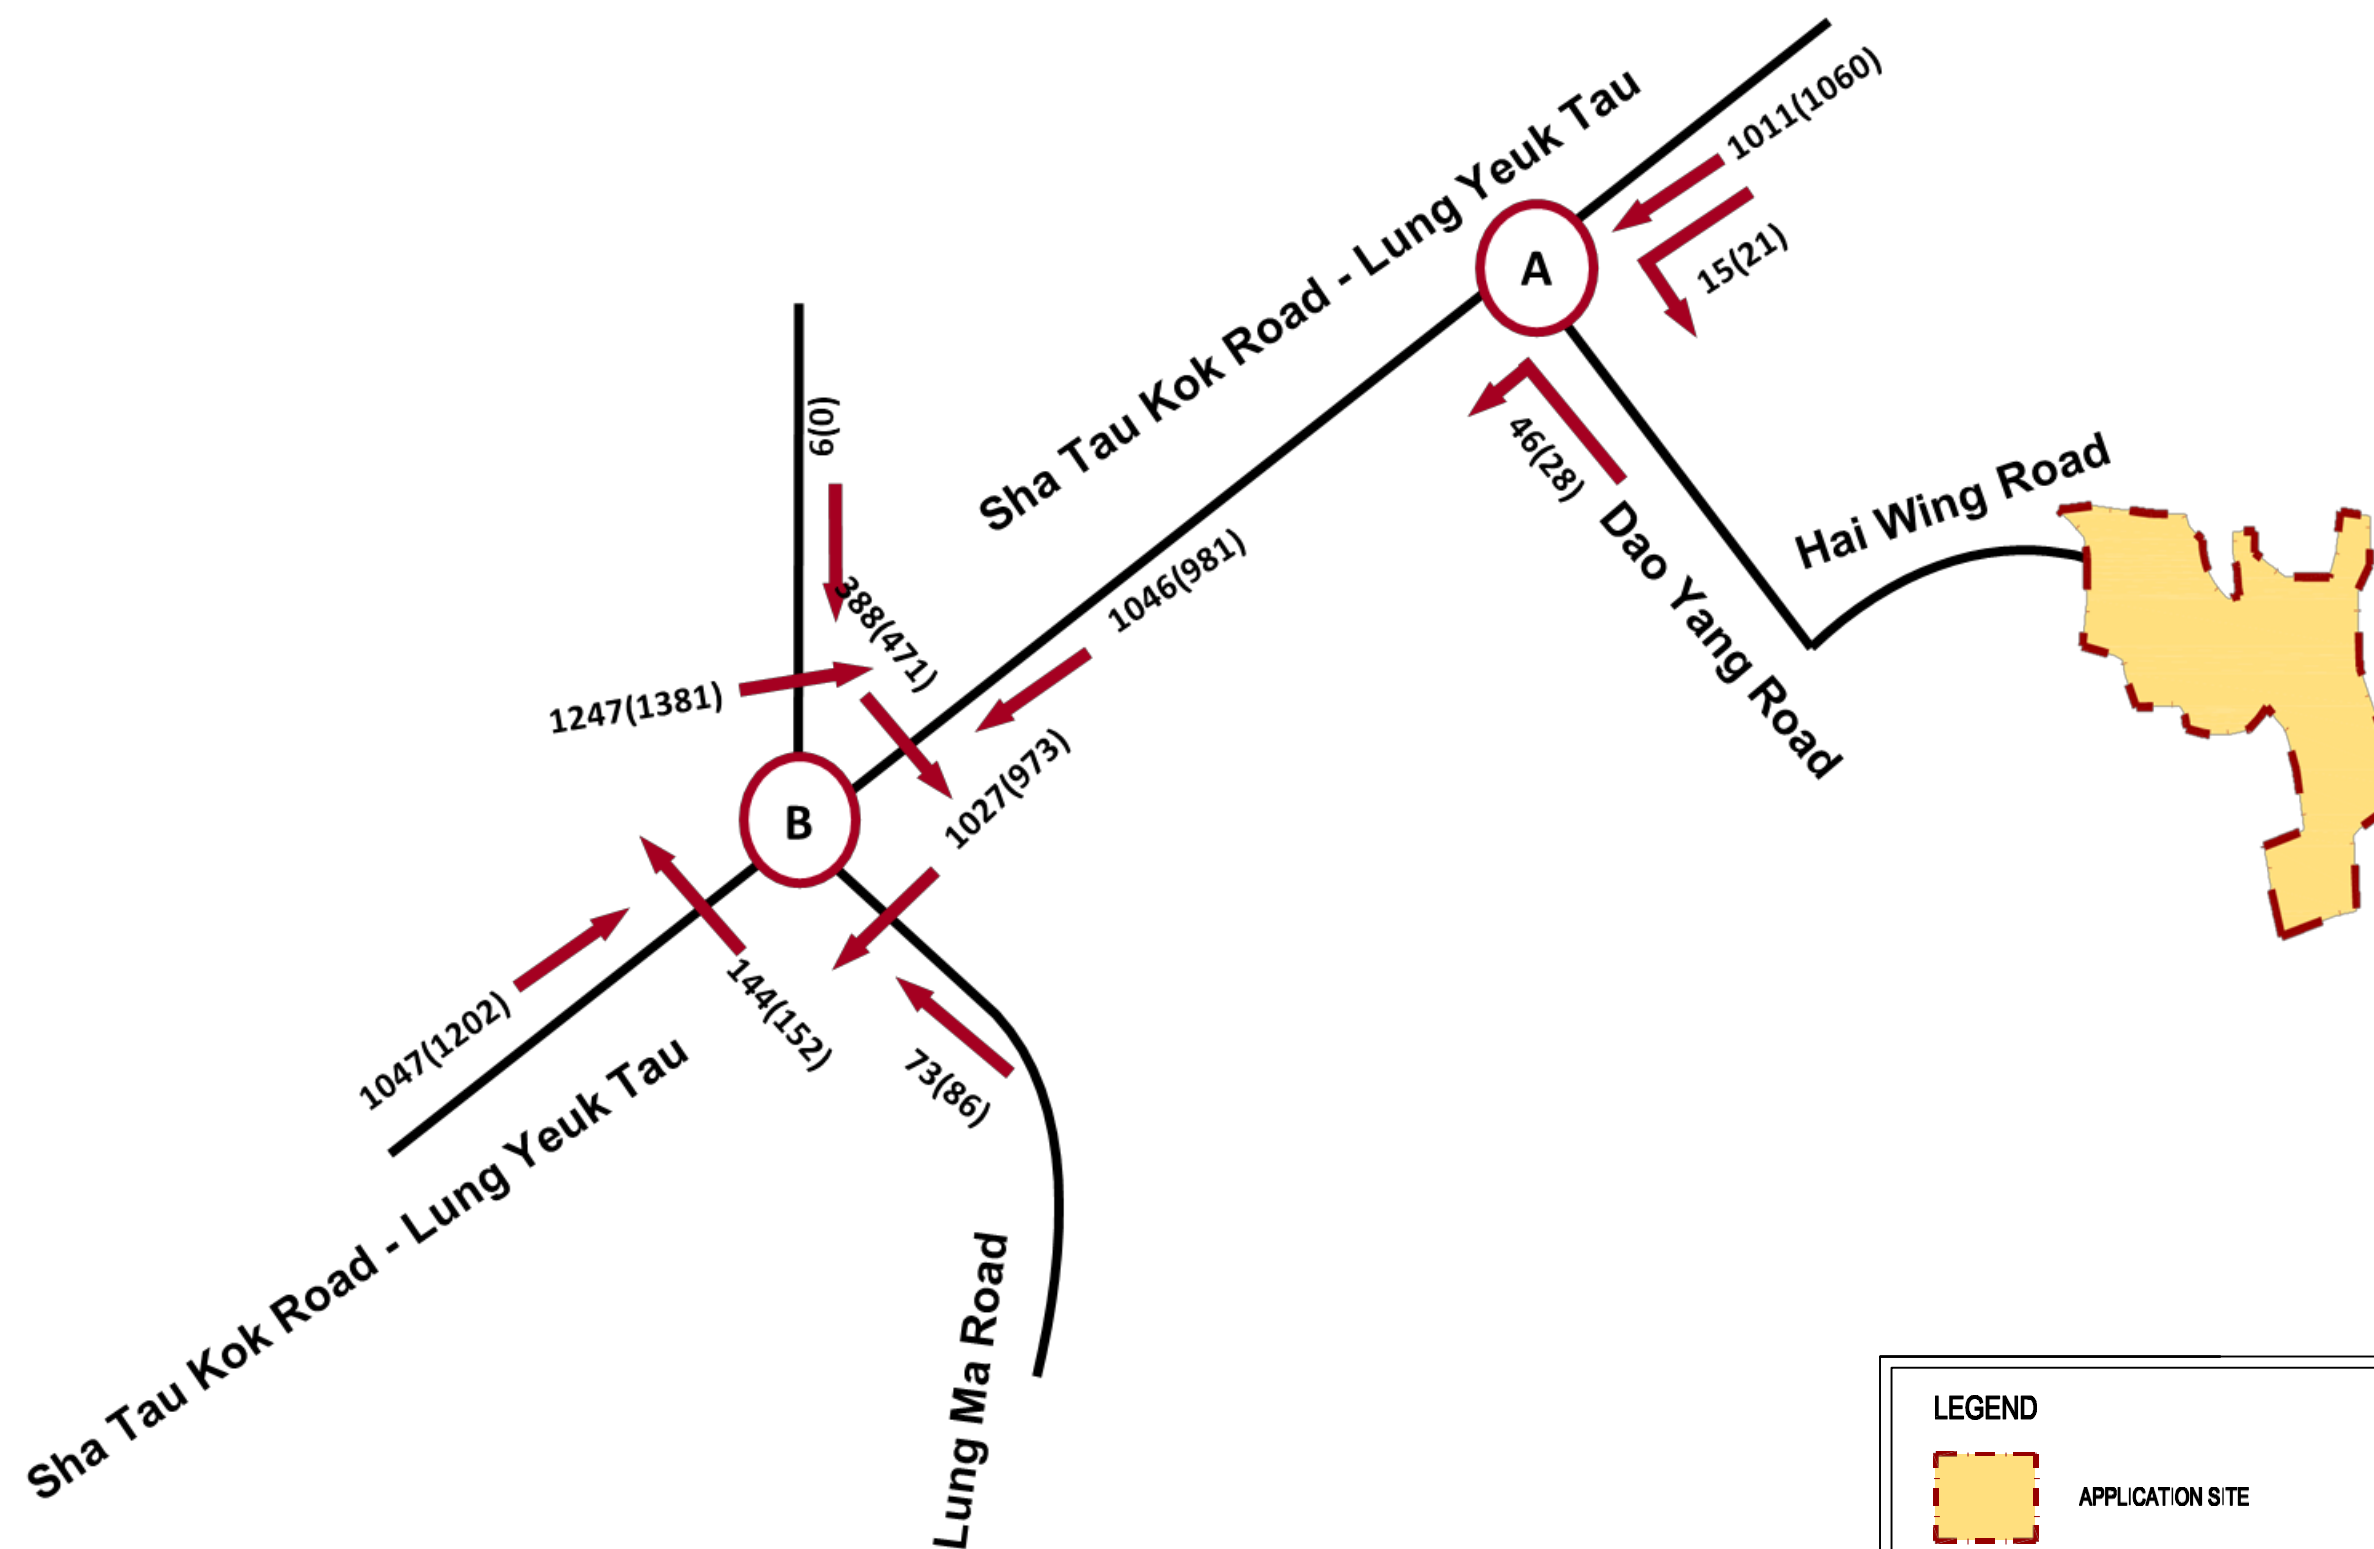 1011(1060)
Sha Tau Kok Road - Lung Yeuk Tau
A
15(21)
9(0)
46(28)
Hai Wing Road
Dao Yang Road
1046(981)
388(471)
1247(1381)
1027(973)
B
144(152)
1047(1202)
73(86)
Sha Tau Kok Road - Lung Yeuk Tau
Lung Ma Road
LEGEND
APPLICATION SITE